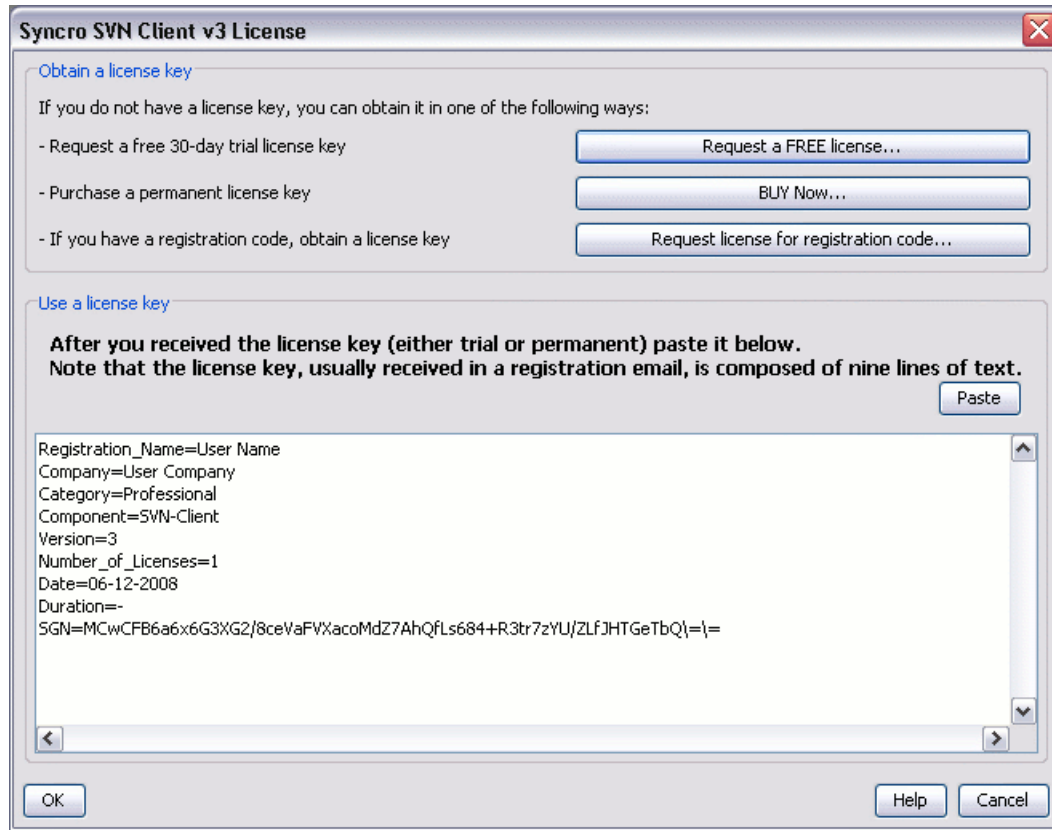 Syncro SVN Client v3 License
Obtain a license key
If you do not have a license key, you can obtain it in one of the following ways:
- Request a free 30-day trial license key
Request a FREE license...
- Purchase a permanent license key
BUY Now...
- If you have a registration code, obtain a license key
Request license for registration code...
Use a license key
After you received the license key (either trial or permanent) paste it below.
Note that the license key, usually received in a registration email, is composed of nine lines of text.
Paste
Registration_Name=User Name
Company=User Company
Category=Professional
Component=SVN-Client
Version=3
Number_of_Licenses=1
Date=06-12-2008
Duration=-
SGN=MCwCFB6a6x6G3XG2/8ceVaFVXacoMdZ7AhQfLs684+R3tr7zYU/ZLfJHTGeTbQ\=\=
OK
Help
Cancel